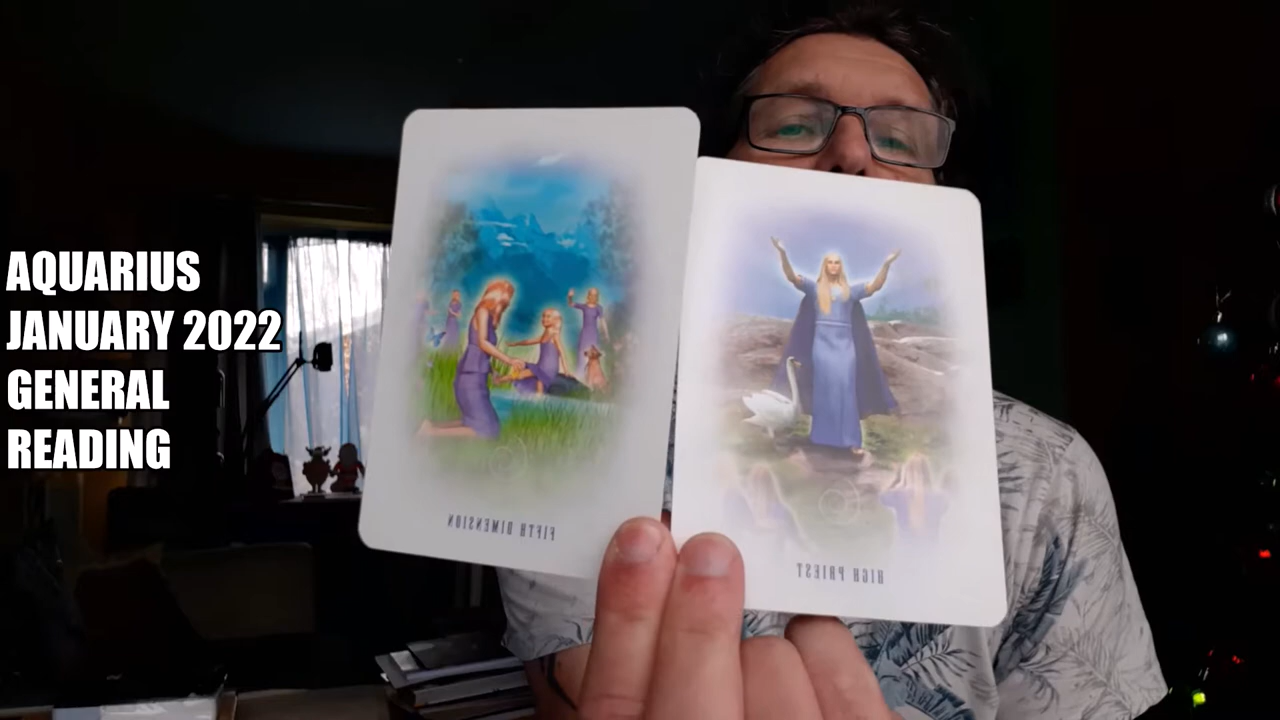 AQUARIUS
JANUARY 2022
GENERAL
READING
FIFTH DIMENSION
HIGH PRIEST